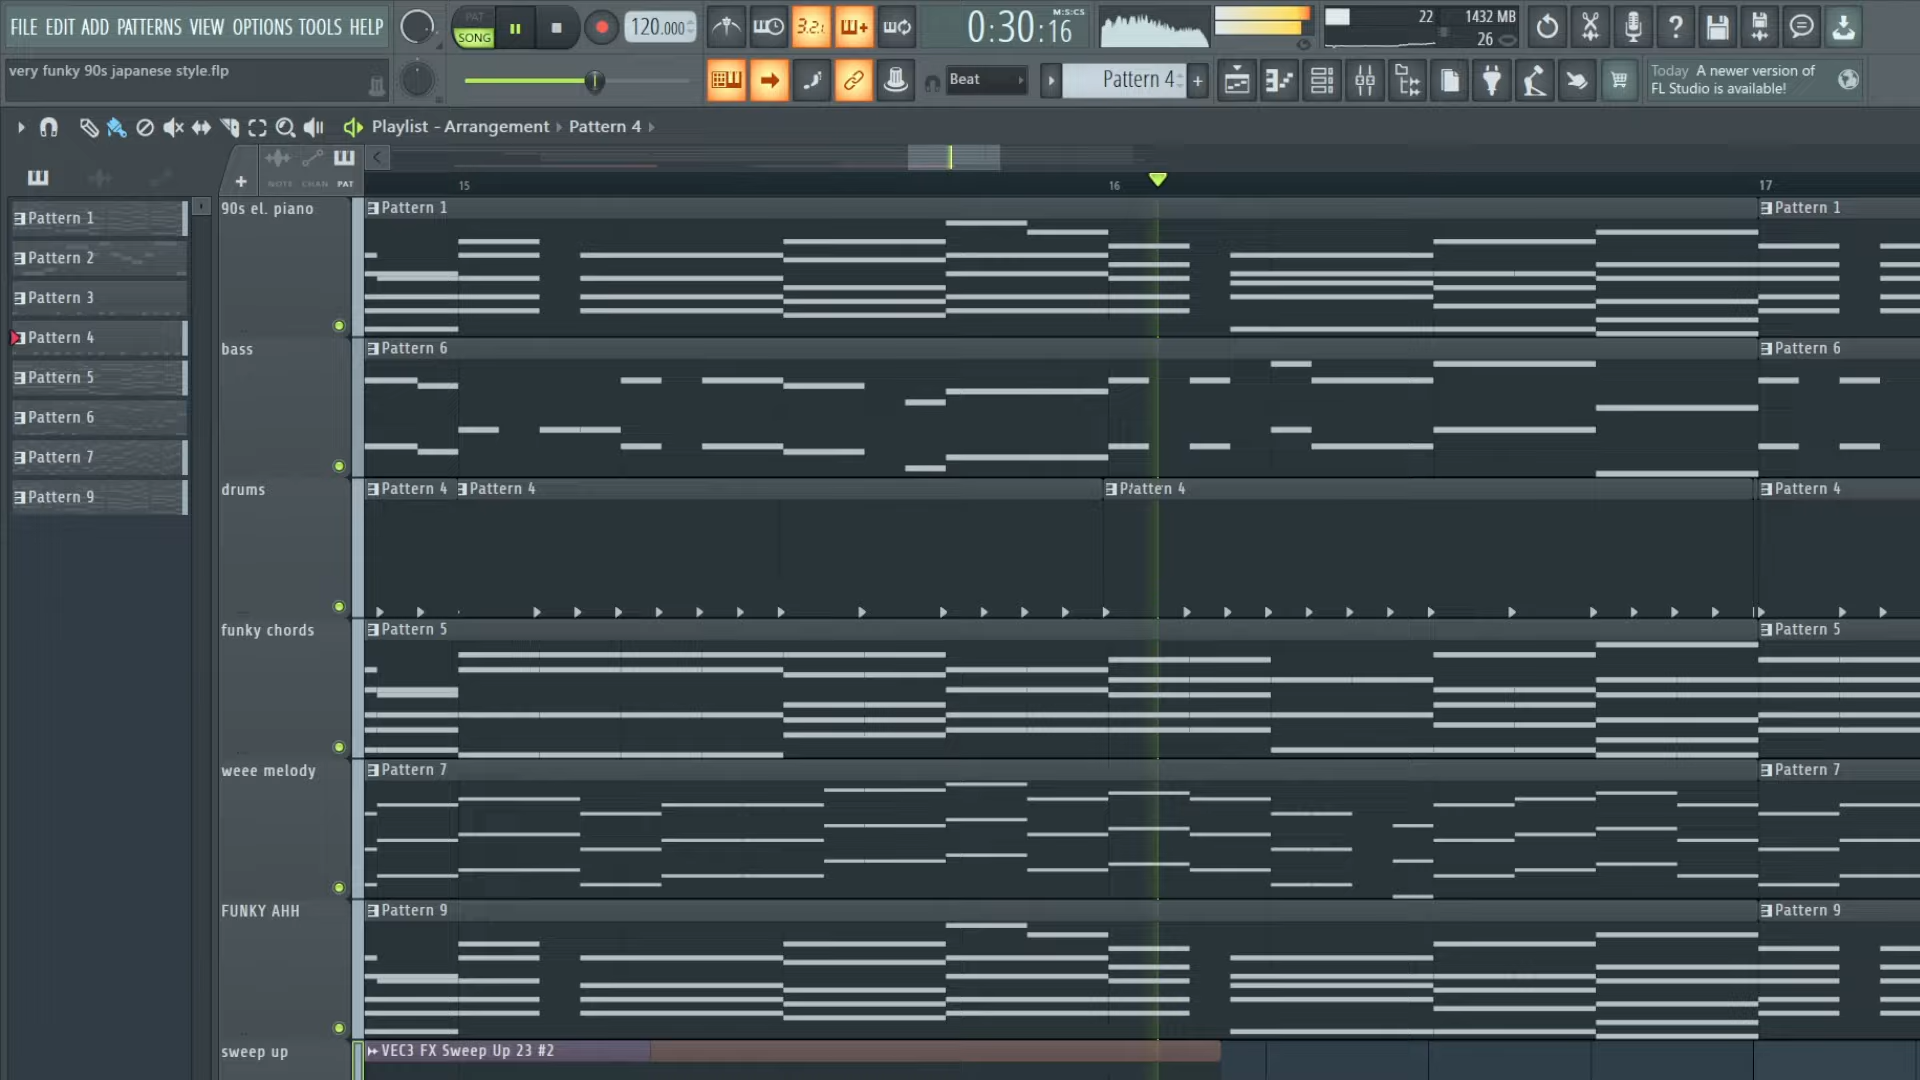 FILE EDIT ADD PATTERNS VIEW OPTIONS TOOLS HELP
PAT
SONG
120.000
3.2.1
0:30:16
M:S:CS
22
1432 MB
26
very funky 90s japanese style.flp
Beat
Pattern 4
+
Today A newer version of
FL Studio is available!
Playlist - Arrangement › Pattern 4 ›
NOTE CHAN PAT
15
16
17
Pattern 1
Pattern 2
Pattern 3
Pattern 4
Pattern 5
Pattern 6
Pattern 7
Pattern 9
90s el. piano
Pattern 1
Pattern 1
bass
Pattern 6
Pattern 6
drums
Pattern 4
Pattern 4
Pattern 4
Pattern 4
funky chords
Pattern 5
Pattern 5
weee melody
Pattern 7
Pattern 7
FUNKY AHH
Pattern 9
Pattern 9
sweep up
VEC3 FX Sweep Up 23 #2